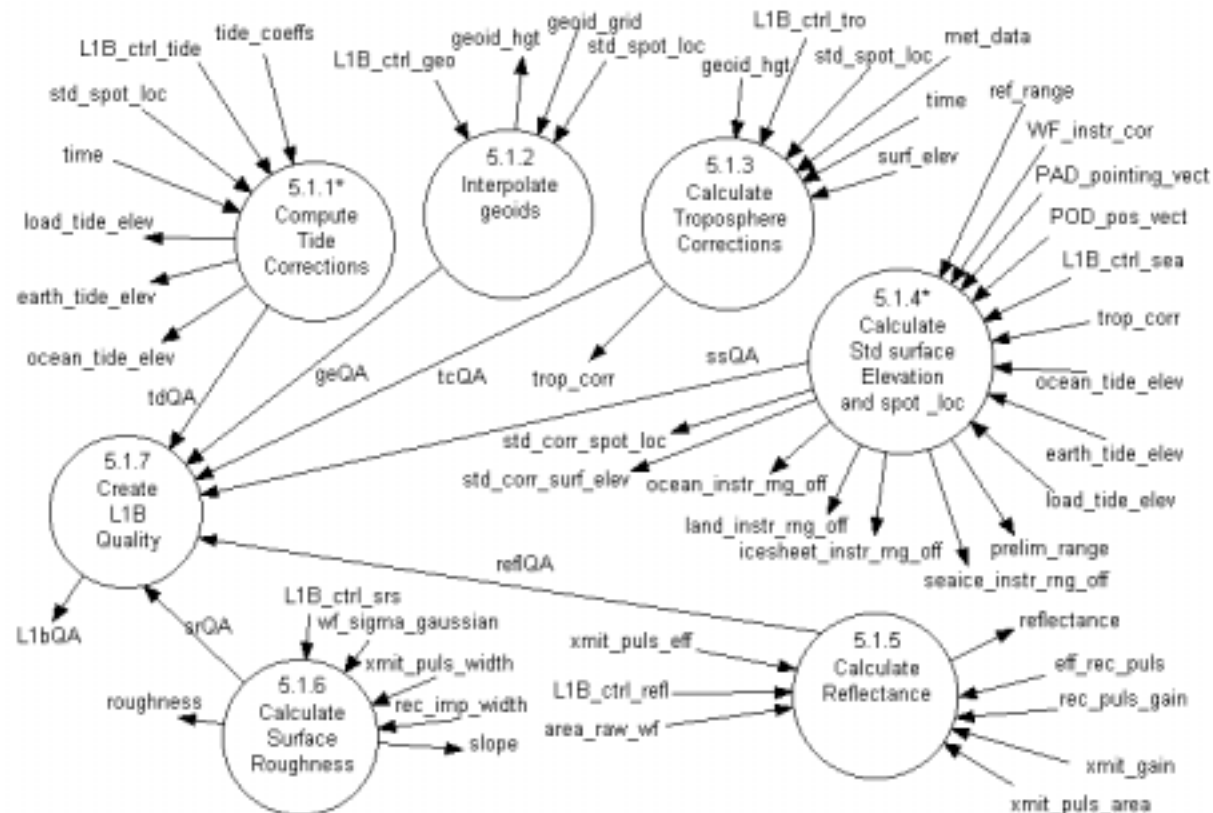 tide_coeffs
L1B_ctrl_tide
std_spot_loc
time
load_tide_elev
earth_tide_elev
ocean_tide_elev
5.1.1*
Compute
Tide
Corrections
tdQA
geoid_grid
geoid_hgt
std_spot_loc
L1B_ctrl_geo
5.1.2
Interpolate
geoids
geQA
L1B_ctrl_tro
met_data
std_spot_loc
geoid_hgt
time
surf_elev
5.1.3
Calculate
Troposphere
Corrections
tcQA
trop_corr
ref_range
WF_instr_cor
PAD_pointing_vect
POD_pos_vect
L1B_ctrl_sea
trop_corr
ocean_tide_elev
earth_tide_elev
load_tide_elev
5.1.4*
Calculate
Std surface
Elevation
and spot _loc
ssQA
std_corr_spot_loc
std_corr_surf_elev
ocean_instr_rng_off
land_instr_rng_off
icesheet_instr_rng_off
prelim_range
seaice_instr_rng_off
5.1.7
Create
L1B
Quality
L1bQA
reflQA
srQA
L1B_ctrl_srs
wf_sigma_gaussian
xmit_puls_width
rec_imp_width
slope
roughness
5.1.6
Calculate
Surface
Roughness
xmit_puls_eff
L1B_ctrl_refl
area_raw_wf
5.1.5
Calculate
Reflectance
reflectance
eff_rec_puls
rec_puls_gain
xmit_gain
xmit_puls_area